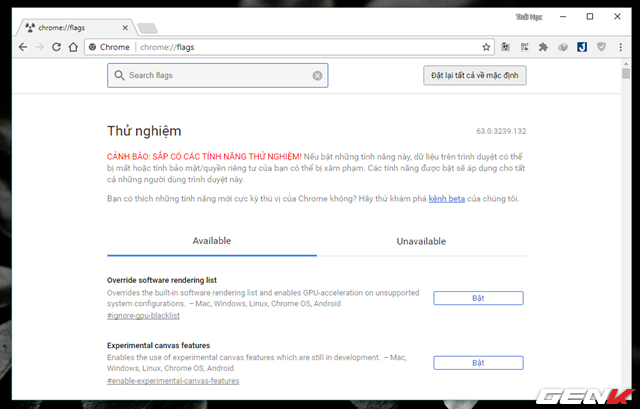 Thất Học
chrome://flags
Chrome
chrome://flags
Search flags
Đặt lại tất cả về mặc định
Thử nghiệm
63.0.3239.132
CẢNH BÁO: SẮP CÓ CÁC TÍNH NĂNG THỬ NGHIỆM! Nếu bật những tính năng này, dữ liệu trên trình duyệt có thể
bị mất hoặc tính bảo mật/quyền riêng tư của bạn có thể bị xâm phạm. Các tính năng được bật sẽ áp dụng cho tất
cả những người dùng trình duyệt này.
Bạn có thích những tính năng mới cực kỳ thú vị của Chrome không? Hãy thử khám phá kênh beta của chúng tôi.
Available
Unavailable
Override software rendering list
Overrides the built-in software rendering list and enables GPU-acceleration on unsupported
system configurations. – Mac, Windows, Linux, Chrome OS, Android
#ignore-gpu-blacklist
Bật
Experimental canvas features
Enables the use of experimental canvas features which are still in development. – Mac,
Windows, Linux, Chrome OS, Android
#enable-experimental-canvas-features
Bật
GENK